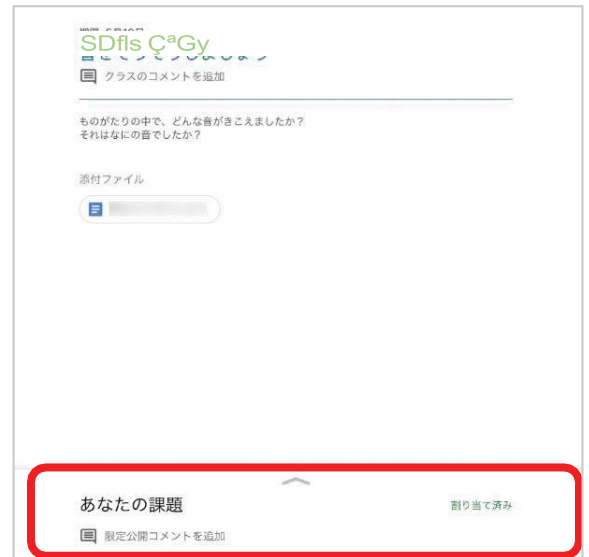 SDfls ÇªGy
クラスのコメントを追加
ものがたりの中で、どんな音がきこえましたか？
それはなにの音でしたか？
添付ファイル
あなたの課題
割り当て済み
限定公開コメントを追加